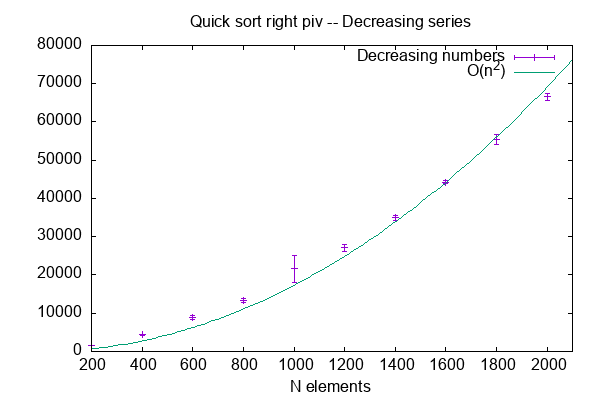 Quick sort right piv -- Decreasing series
80000
70000
60000
50000
40000
30000
20000
10000
0
Decreasing numbers
O(n²)
200 400 600 800 1000 1200 1400 1600 1800 2000
N elements